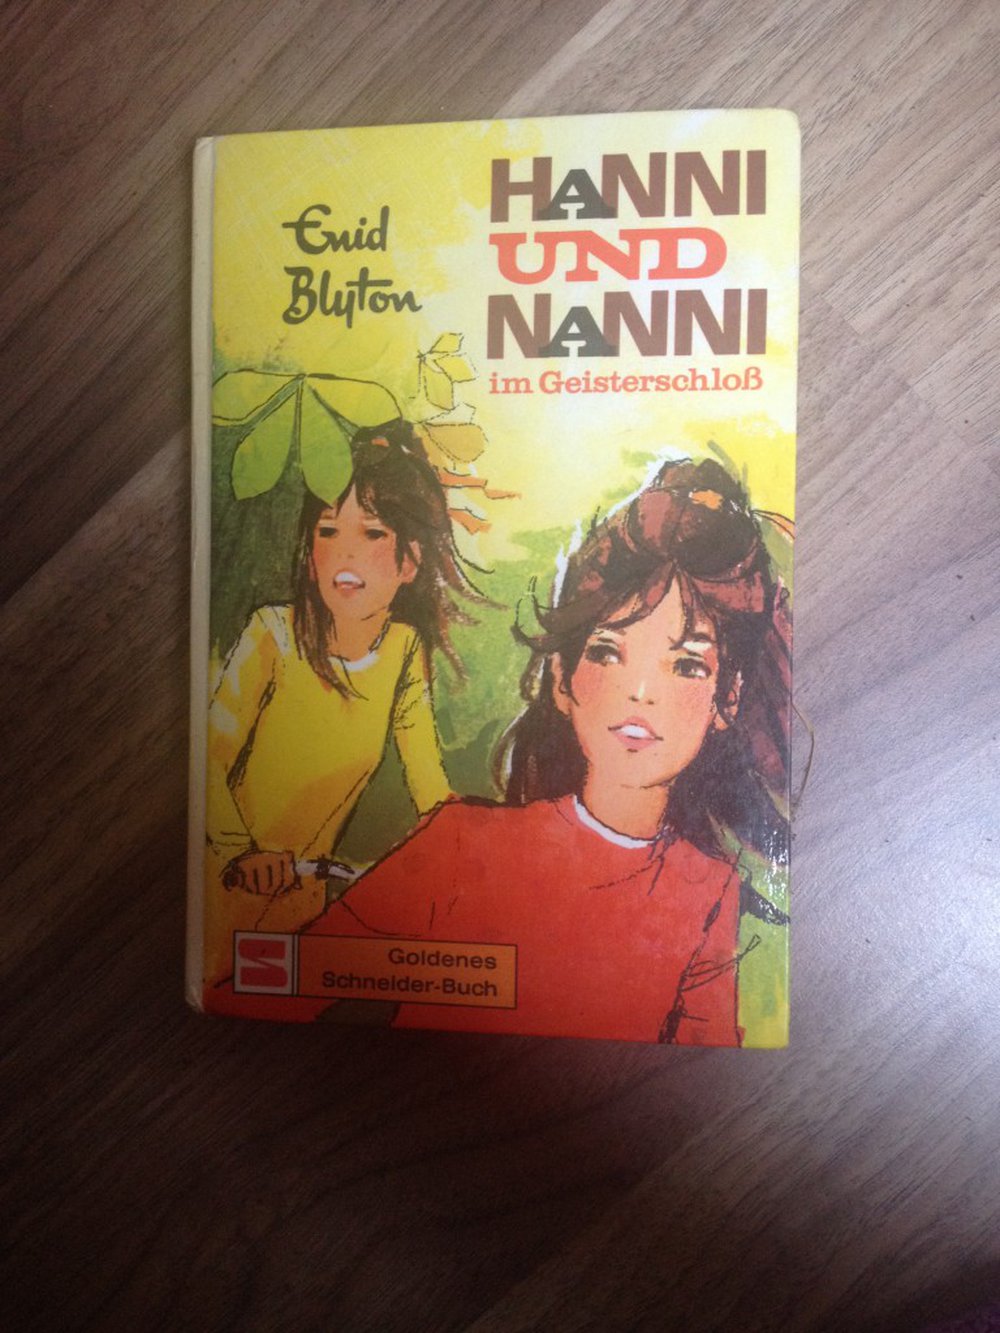 Enid
Blyton
HANNI
UND
NANNI
im Geisterschloß
Goldenes
Schneider-Buch